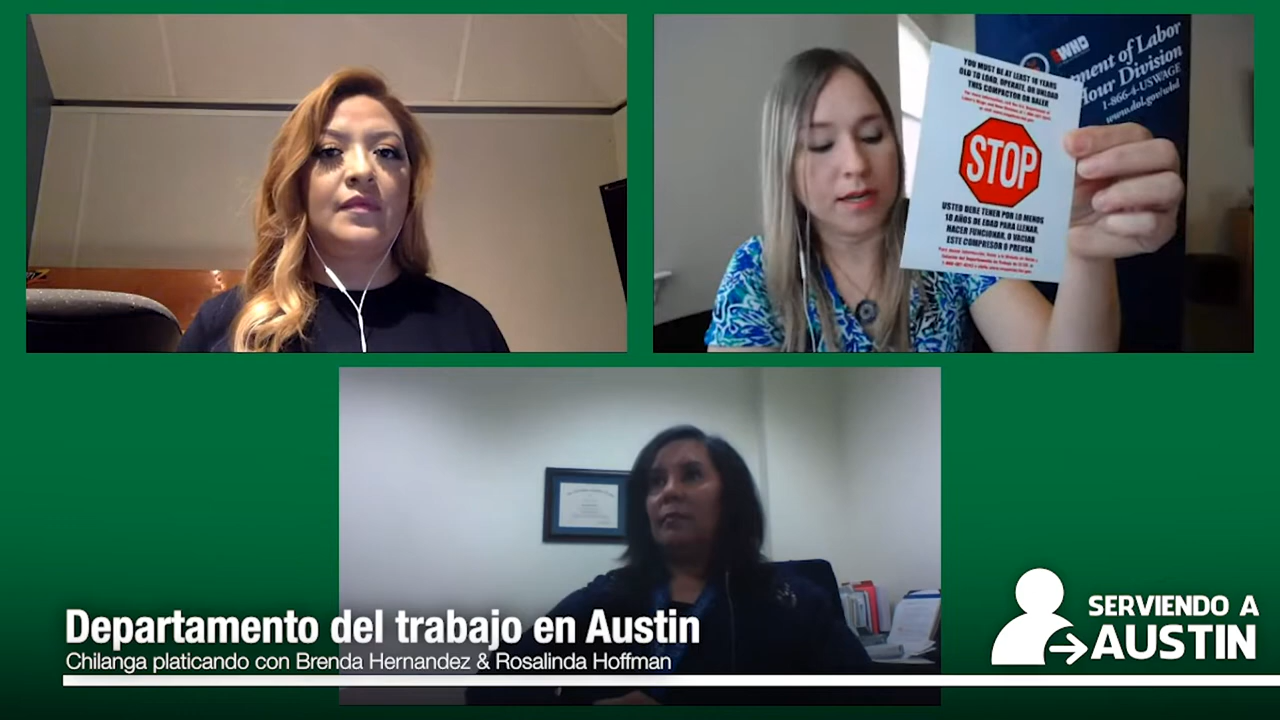 WHD
tment of Labor
Hour Division
1-866-4-USWAGE
www.dol.gov/whd
YOU MUST BE AT LEAST 18 YEARS
OLD TO LOAD, OPERATE, OR UNLOAD
THIS COMPACTOR OR BALER
STOP
USTED DEBE TENER POR LO MENOS
18 AÑOS DE EDAD PARA LLENAR,
HACER FUNCIONAR, O VACIAR
ESTE COMPRESOR O PRENSA
Departamento del trabajo en Austin
Chilanga platicando con Brenda Hernandez & Rosalinda Hoffman
SERVIENDO A
AUSTIN